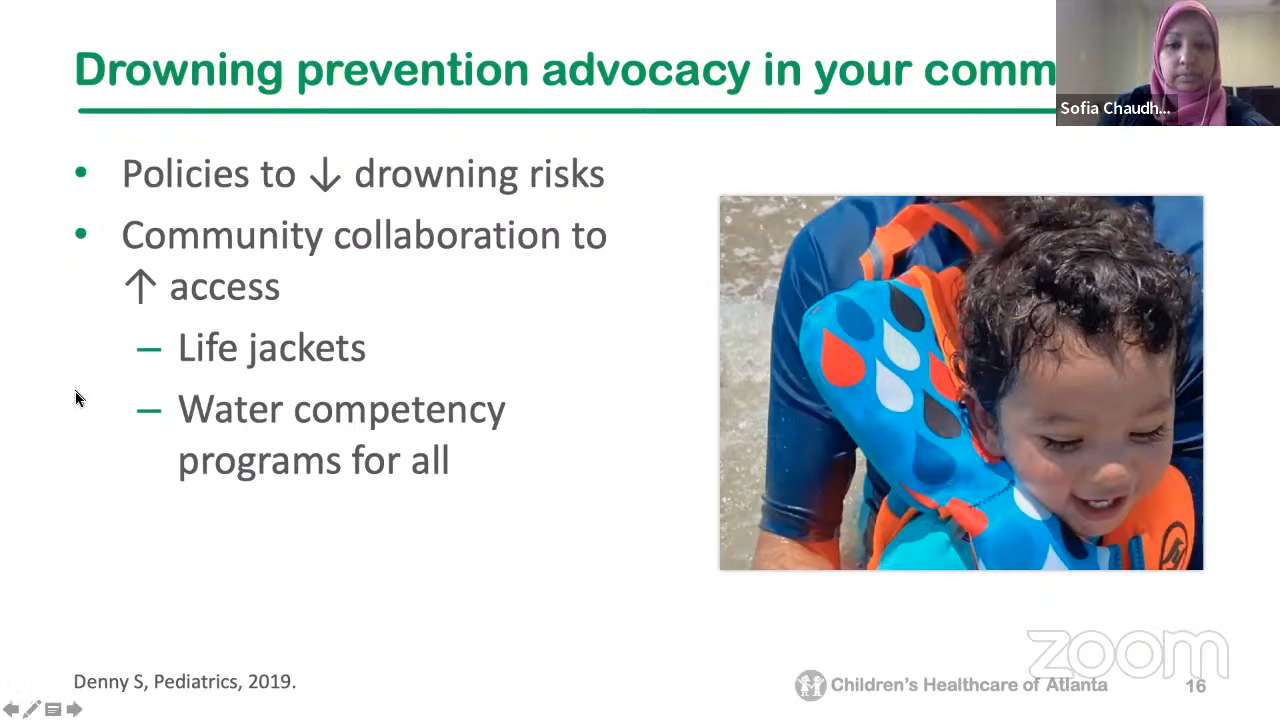 Drowning prevention advocacy in your comm
Sofia Chaudh...
• Policies to ↓ drowning risks
• Community collaboration to
↑ access
– Life jackets
– Water competency
programs for all
zoom
Denny S, Pediatrics, 2019.
Children's Healthcare of Atlanta
16